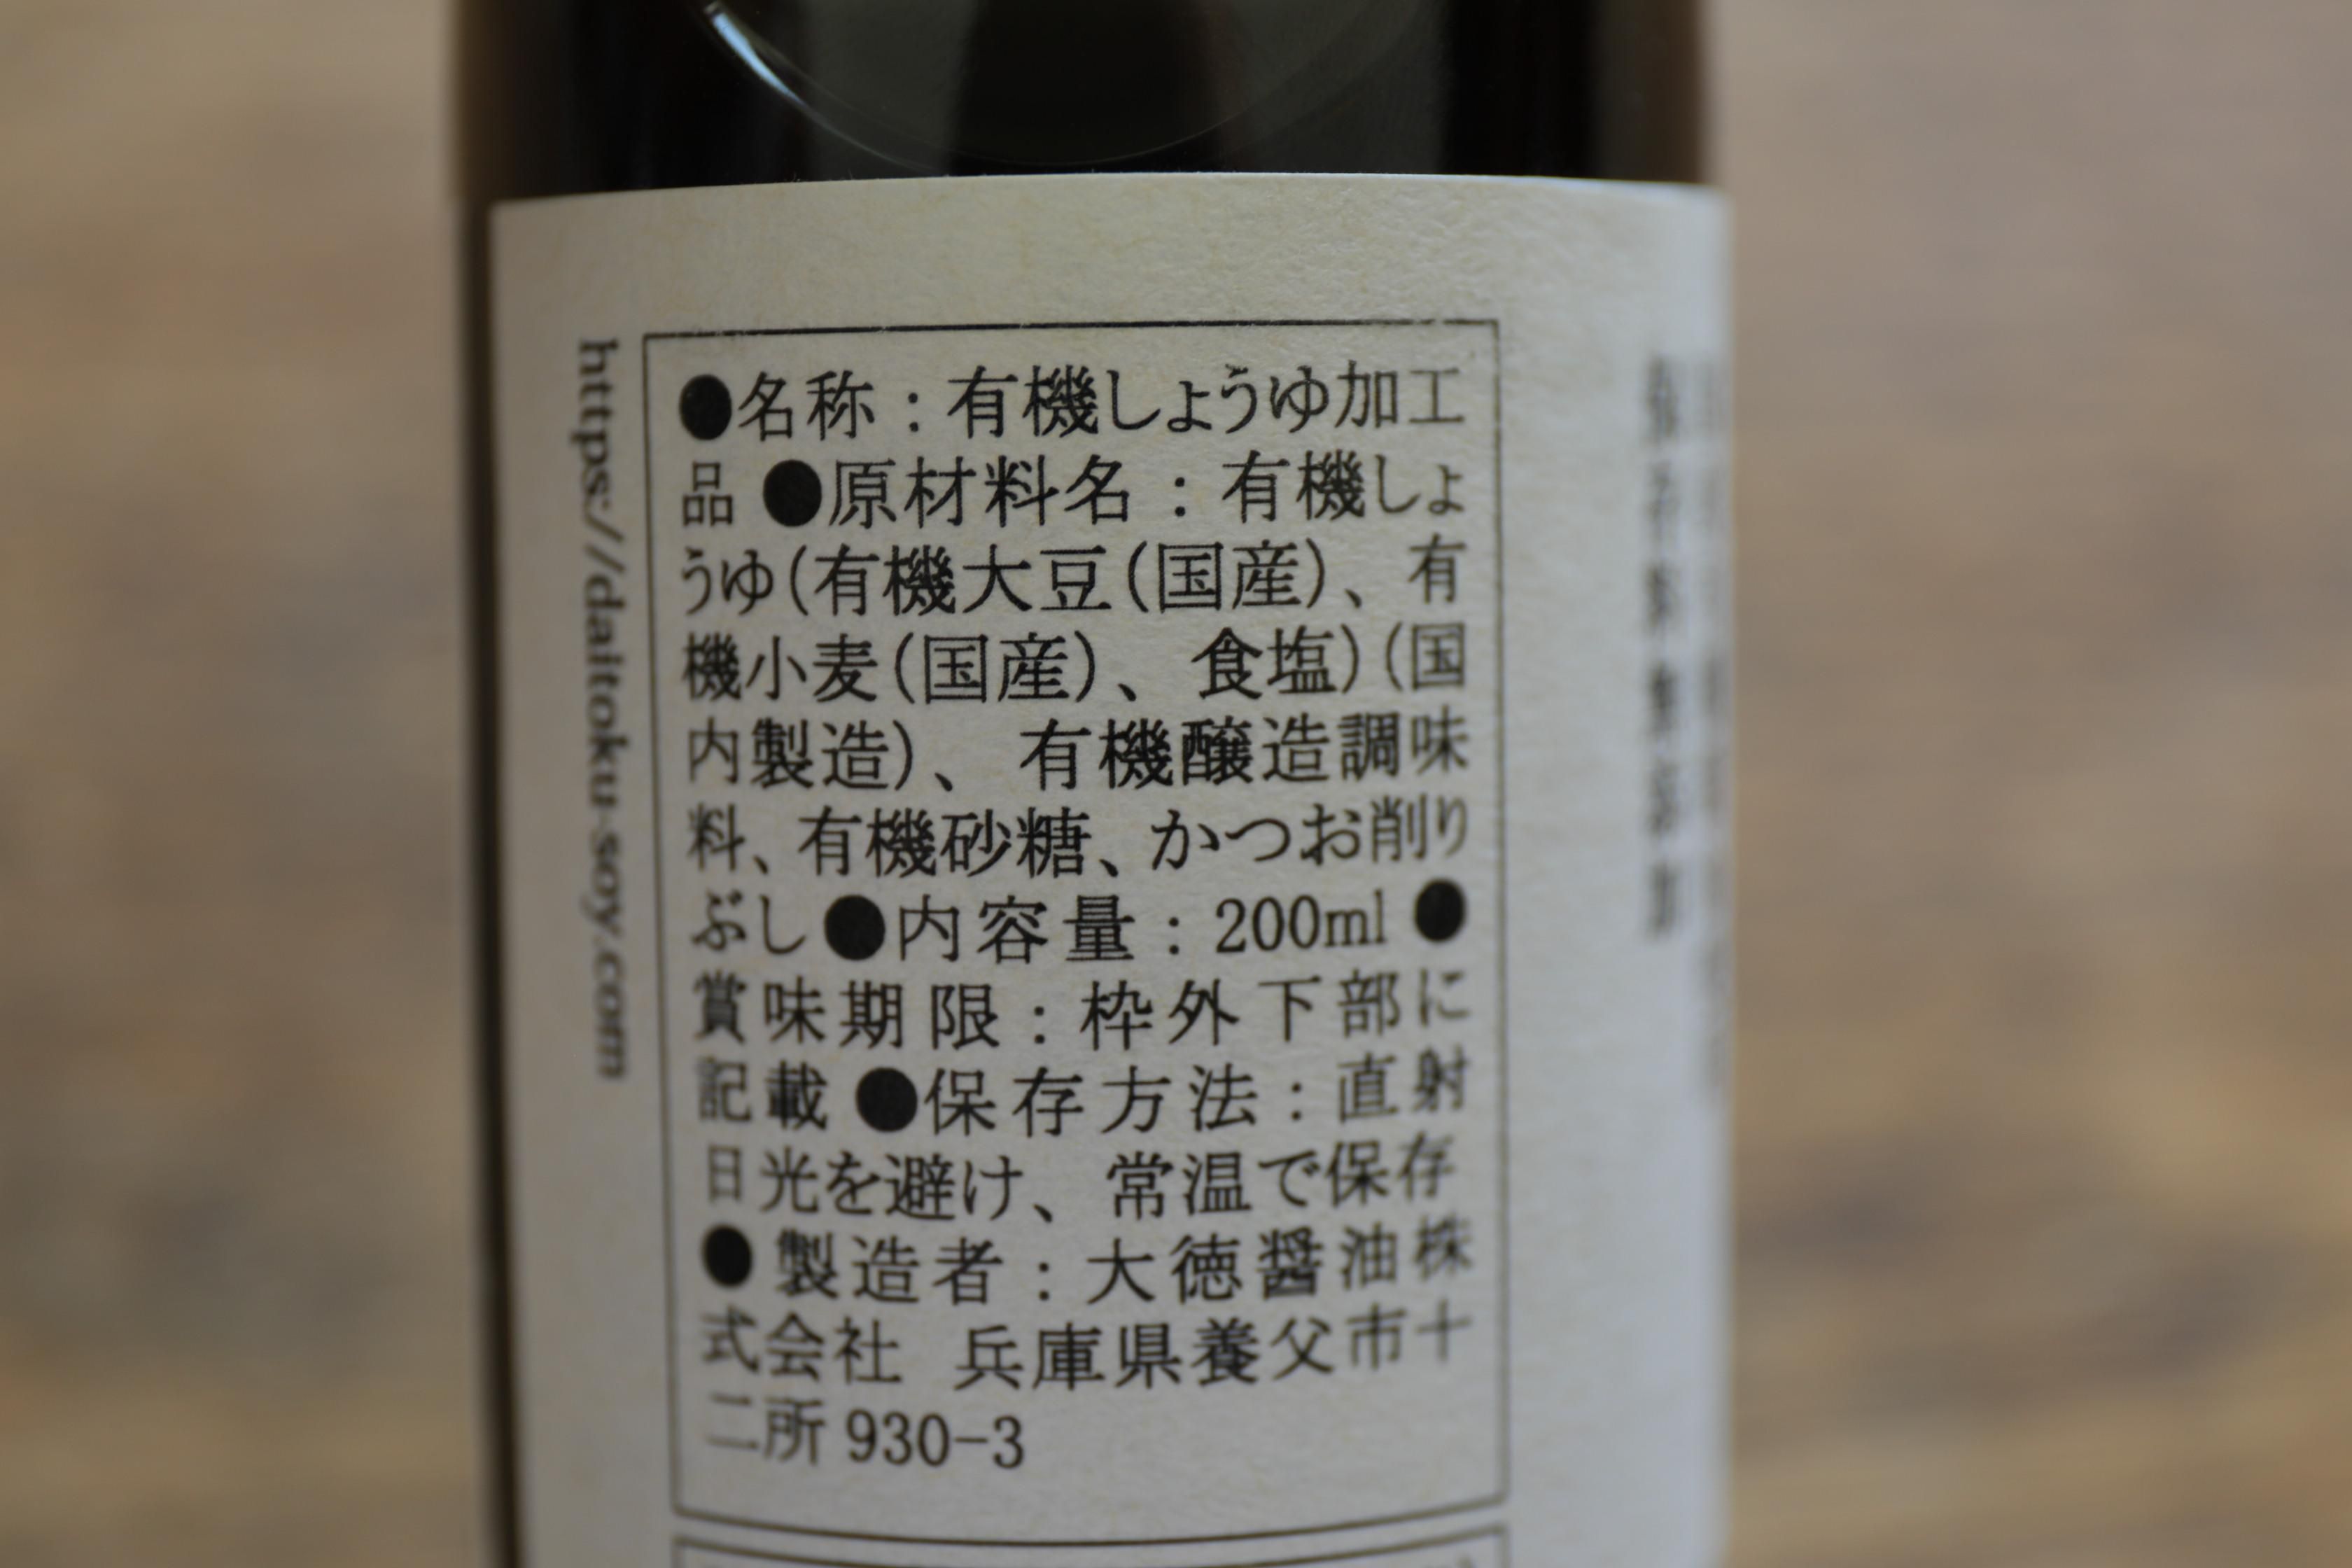 https://daitoku-soy.com
●名称：有機しょうゆ加工
品 ●原材料名：有機しょ
うゆ(有機大豆(国産)、有
機小麦(国産)、食塩)(国
内製造)、有機醸造調味
料、有機砂糖、かつお削り
ぶし●内容量：200ml ●
賞味期限：枠外下部に
記載 ●保存方法：直射
日光を避け、常温で保存
●製造者：大徳醤油株
式会社 兵庫県養父市十
二所 930-3